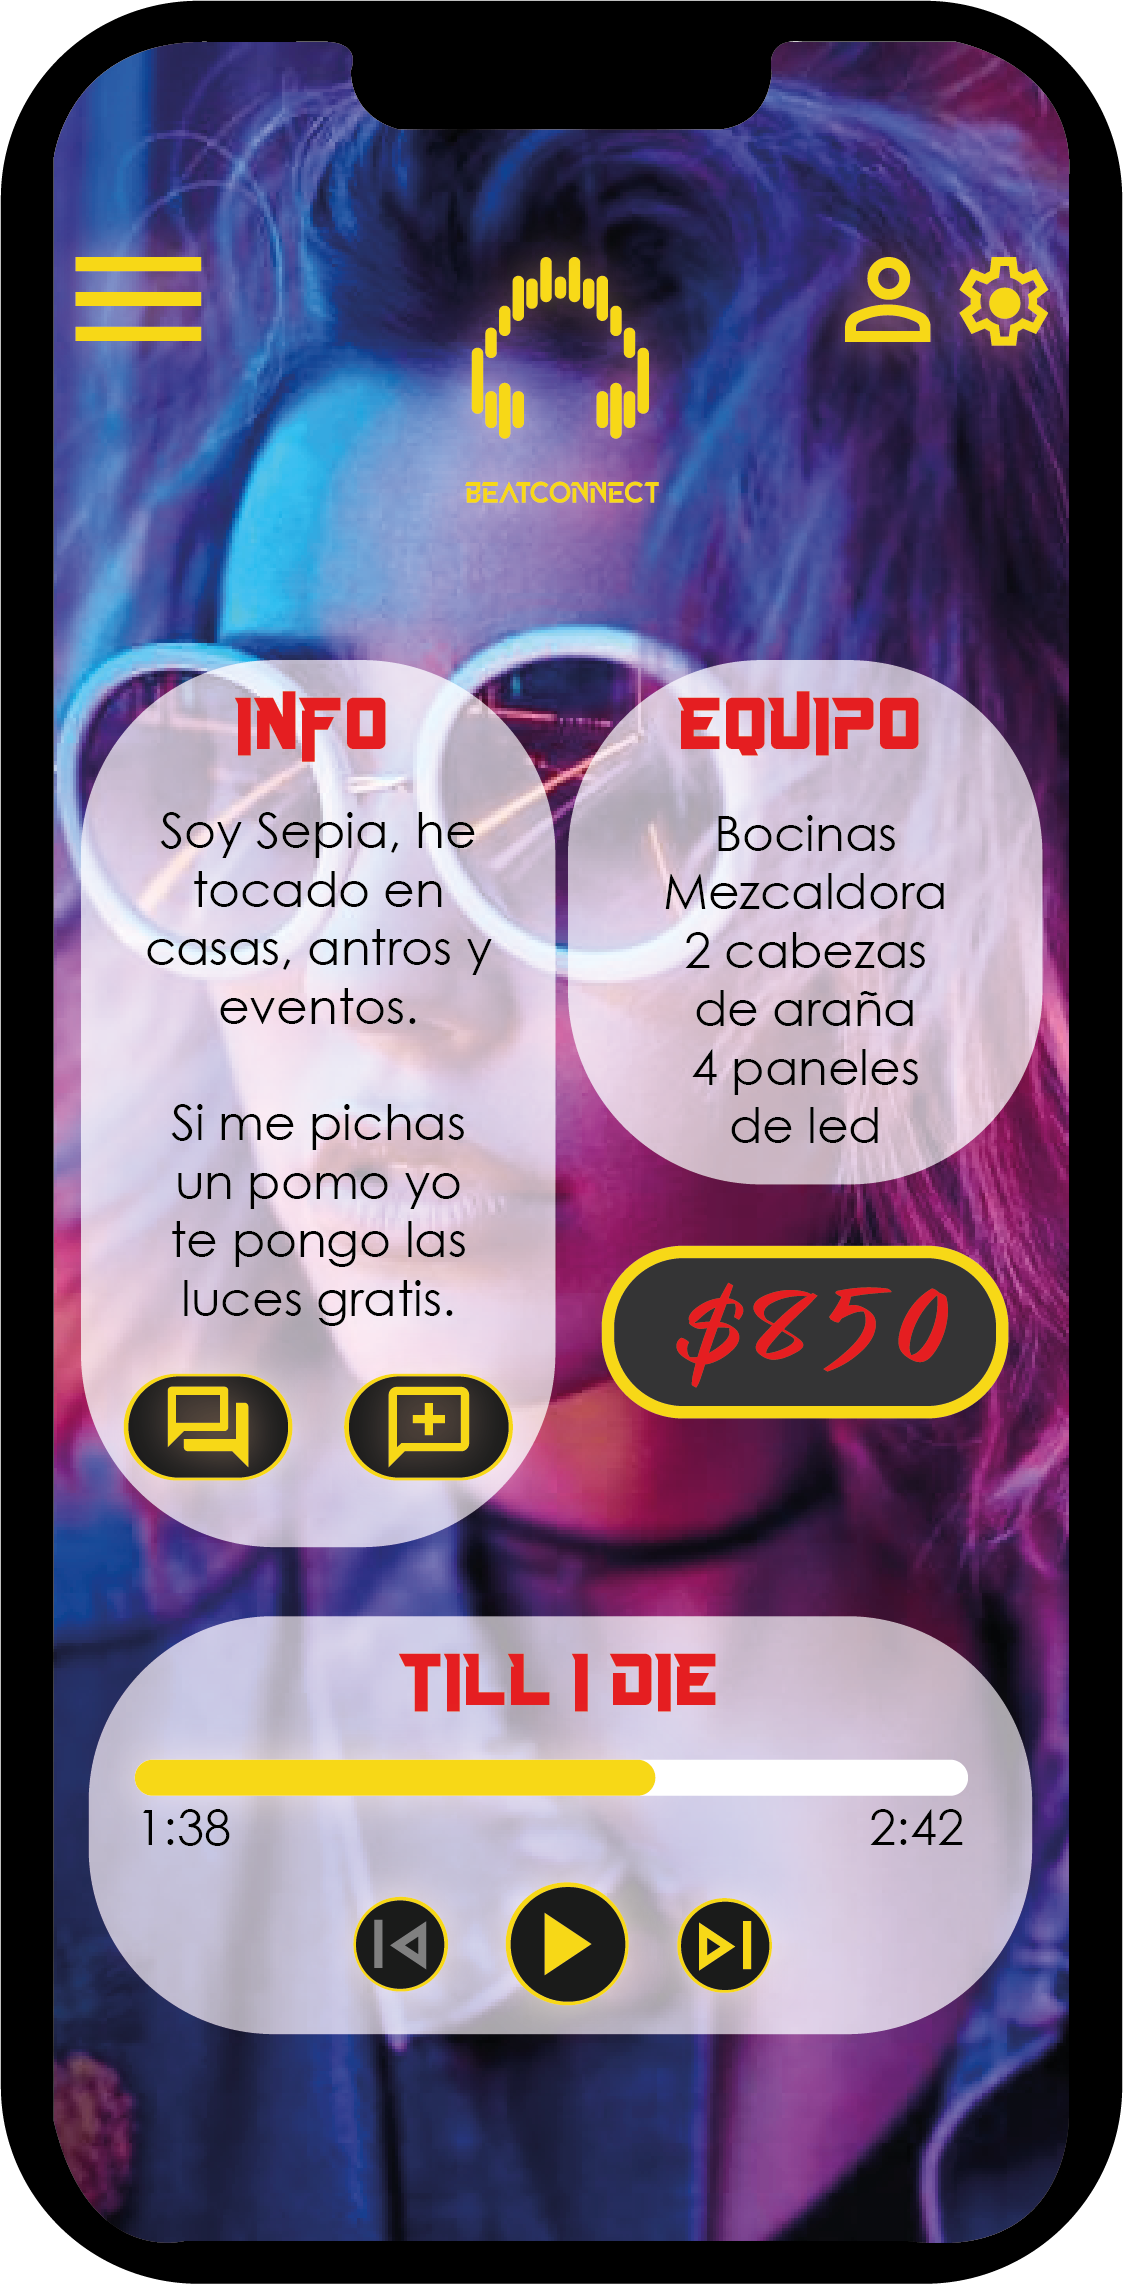 BEATCONNECT
INFO
Soy Sepia, he
tocado en
casas, antros y
eventos.
Si me pichas
un pomo yo
te pongo las
luces gratis.
EQUIPO
Bocinas
Mezcaldora
2 cabezas
de araña
4 paneles
de led
$850
TILL I DIE
1:38
2:42